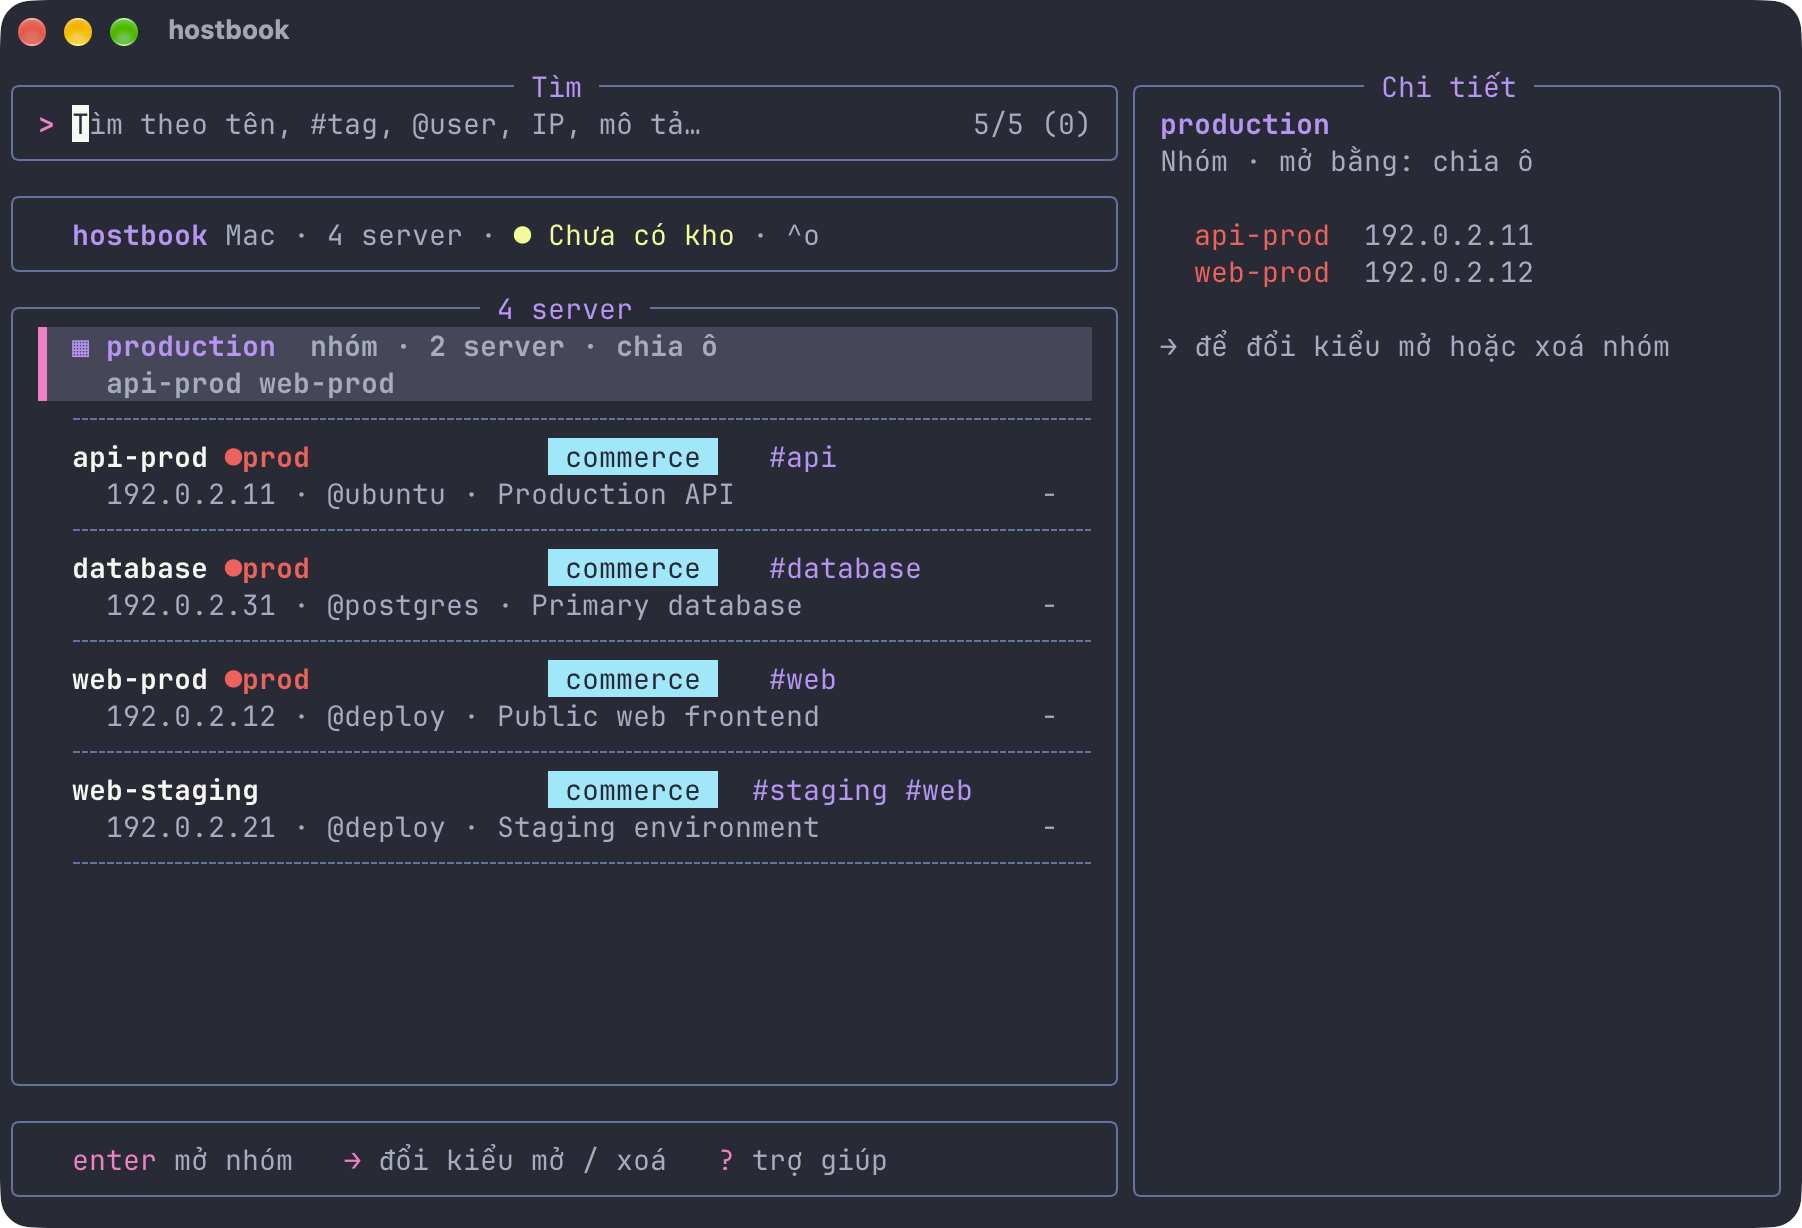 hostbook
Tìm
> Tìm theo tên, #tag, @user, IP, mô tả… 5/5 (0)
hostbook Mac · 4 server · ● Chưa có kho · ^o
4 server
▦ production nhóm · 2 server · chia ô
api-prod web-prod
api-prod ●prod commerce #api
192.0.2.11 · @ubuntu · Production API -
database ●prod commerce #database
192.0.2.31 · @postgres · Primary database -
web-prod ●prod commerce #web
192.0.2.12 · @deploy · Public web frontend -
web-staging commerce #staging #web
192.0.2.21 · @deploy · Staging environment -
enter mở nhóm → đổi kiểu mở / xoá ? trợ giúp
Chi tiết
production
Nhóm · mở bằng: chia ô
api-prod 192.0.2.11
web-prod 192.0.2.12
→ để đổi kiểu mở hoặc xoá nhóm